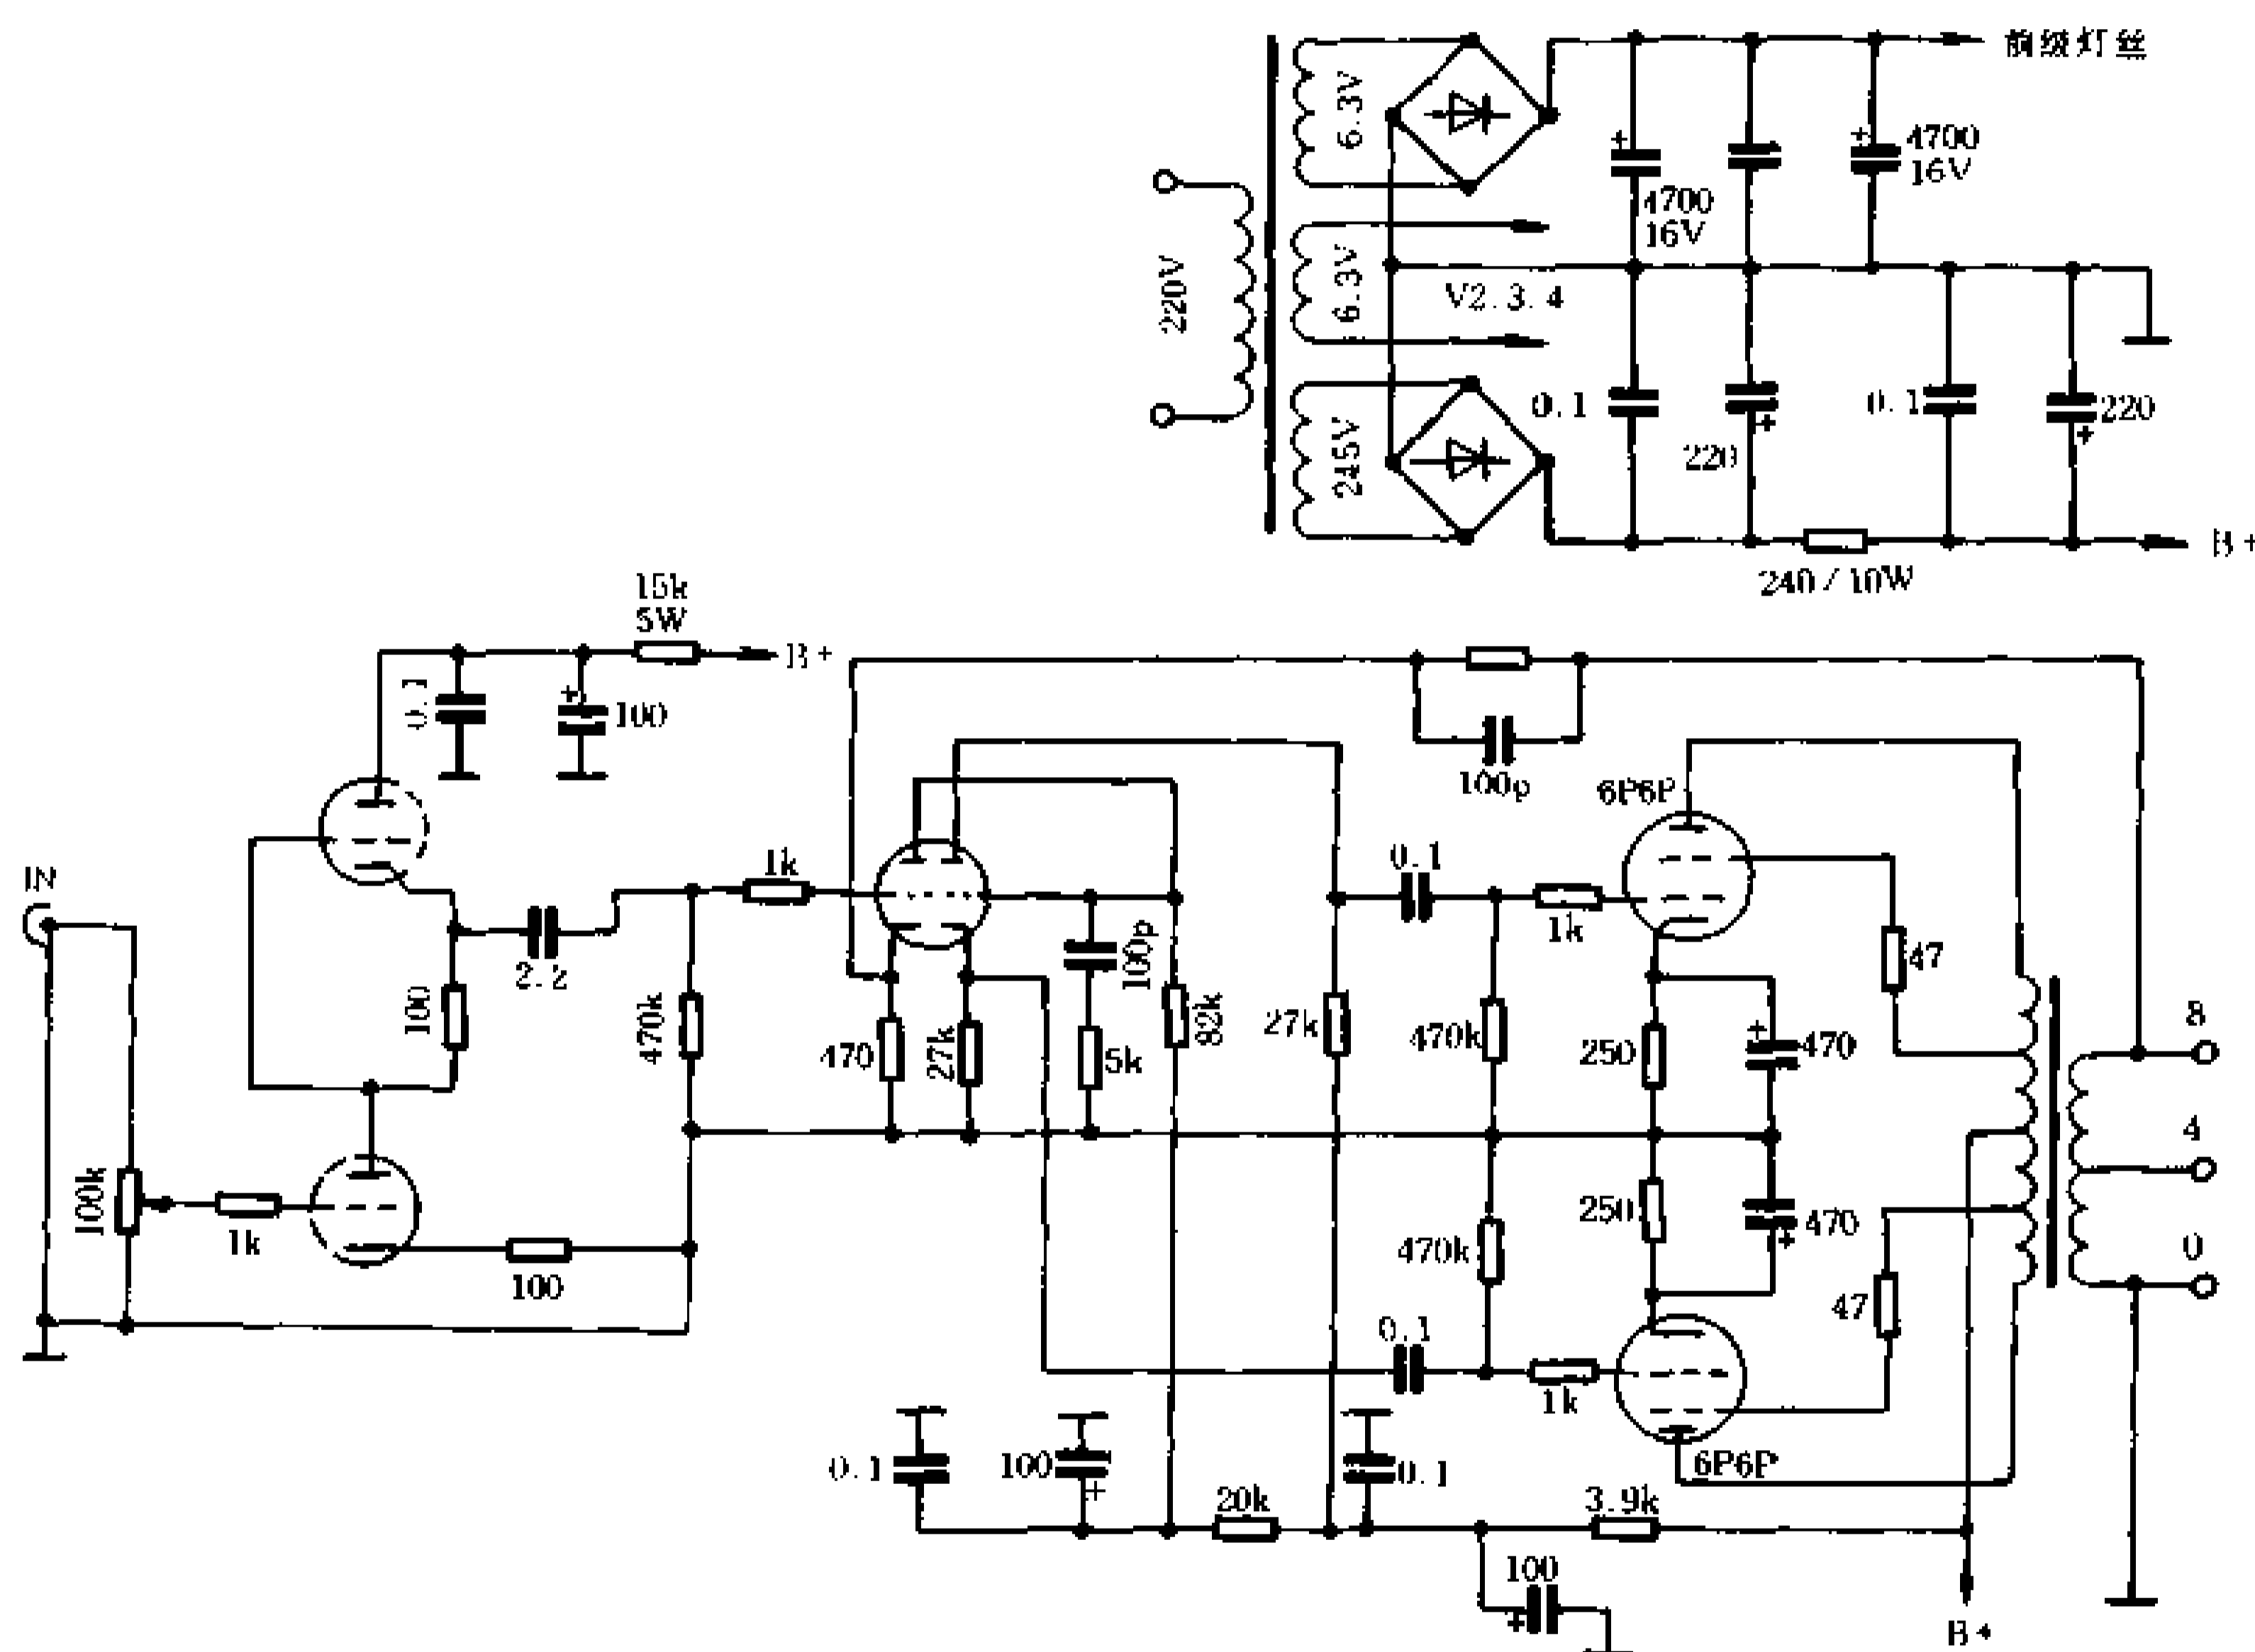 前级灯丝
6.3V
4700
16V
4700
16V
220V
6.3V
V2.3.4
245V
0.1
220
0.1
220
240/10W
B+
15k
5W
B+
0.1
100
100p
6P6P
IN
1k
0.1
1k
47
2.2
100p
100
470k
470
27k
5k
82k
27k
470k
250
470
8
4
0
100k
1k
100
470k
250
470
47
0.1
1k
6P6P
0.1
100
20k
0.1
3.9k
100
B+